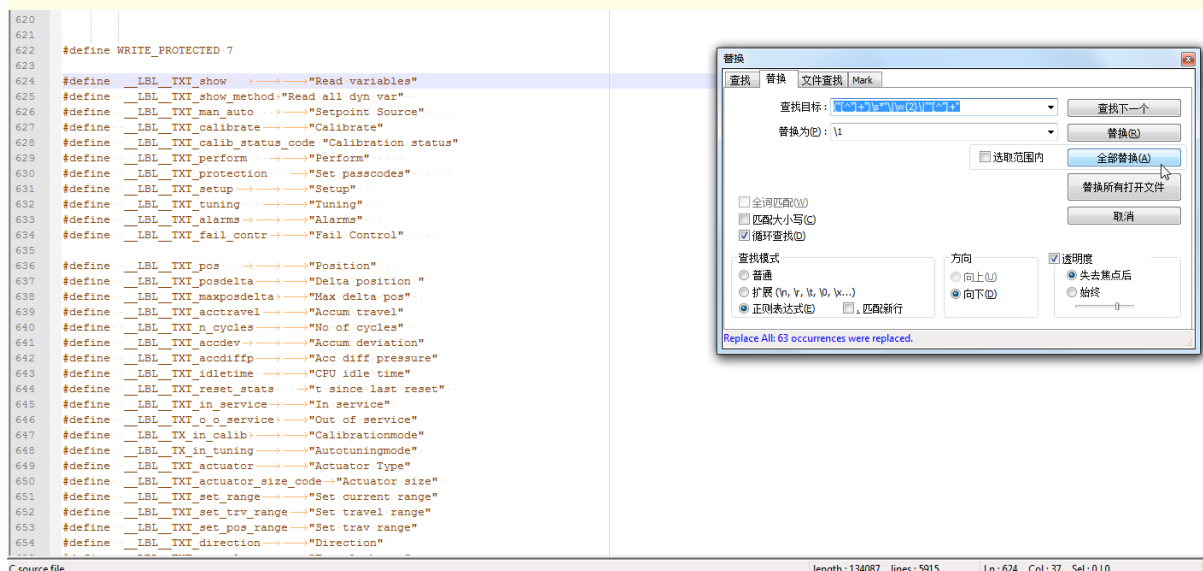 620
621
622 #define WRITE_PROTECTED 7
623
624 #define __LBL__TXT_show "Read variables"
625 #define __LBL__TXT_show_method "Read all dyn var"
626 #define __LBL__TXT_man_auto "Setpoint Source"
627 #define __LBL__TXT_calibrate "Calibrate"
628 #define __LBL__TXT_calib_status_code "Calibration status"
629 #define __LBL__TXT_perform "Perform"
630 #define __LBL__TXT_protection "Set passcodes"
631 #define __LBL__TXT_setup "Setup"
632 #define __LBL__TXT_tuning "Tuning"
633 #define __LBL__TXT_alarms "Alarms"
634 #define __LBL__TXT_fail_contr "Fail Control"
635
636 #define __LBL__TXT_pos "Position"
637 #define __LBL__TXT_posdelta "Delta position "
638 #define __LBL__TXT_maxposdelta "Max delta pos"
639 #define __LBL__TXT_acctravel "Accum travel"
640 #define __LBL__TXT_n_cycles "No of cycles"
641 #define __LBL__TXT_accdev "Accum deviation"
642 #define __LBL__TXT_accdiffp "Acc diff pressure"
643 #define __LBL__TXT_idletime "CPU idle time"
644 #define __LBL__TXT_reset_stats "t since last reset"
645 #define __LBL__TXT_in_service "In service"
646 #define __LBL__TXT_o_o_service "Out of service"
647 #define __LBL__TX_in_calib "Calibrationmode"
648 #define __LBL__TX_in_tuning "Autotuningmode"
649 #define __LBL__TXT_actuator "Actuator Type"
650 #define __LBL__TXT_actuator_size_code "Actuator size"
651 #define __LBL__TXT_set_range "Set current range"
652 #define __LBL__TXT_set_trv_range "Set travel range"
653 #define __LBL__TXT_set_pos_range "Set trav range"
654 #define __LBL__TXT_direction "Direction"
替换
查找 替换 文件查找 Mark
查找目标: ("[^"]+")\s*"\|\w{2}\|""[^"]+" 查找下一个
替换为(P): \1 替换(R)
选取范围内 全部替换(A)
替换所有打开文件
全词匹配(W) 取消
匹配大小写(C)
循环查找(D)
查找模式 方向 透明度
普通 向上(U) 失去焦点后
扩展 (\n, \r, \t, \0, \x...) 向下(D) 始终
正则表达式(E) . 匹配新行
Replace All: 63 occurrences were replaced.
C source file length : 134087 lines : 5915 Ln : 624 Col : 37 Sel : 0 | 0